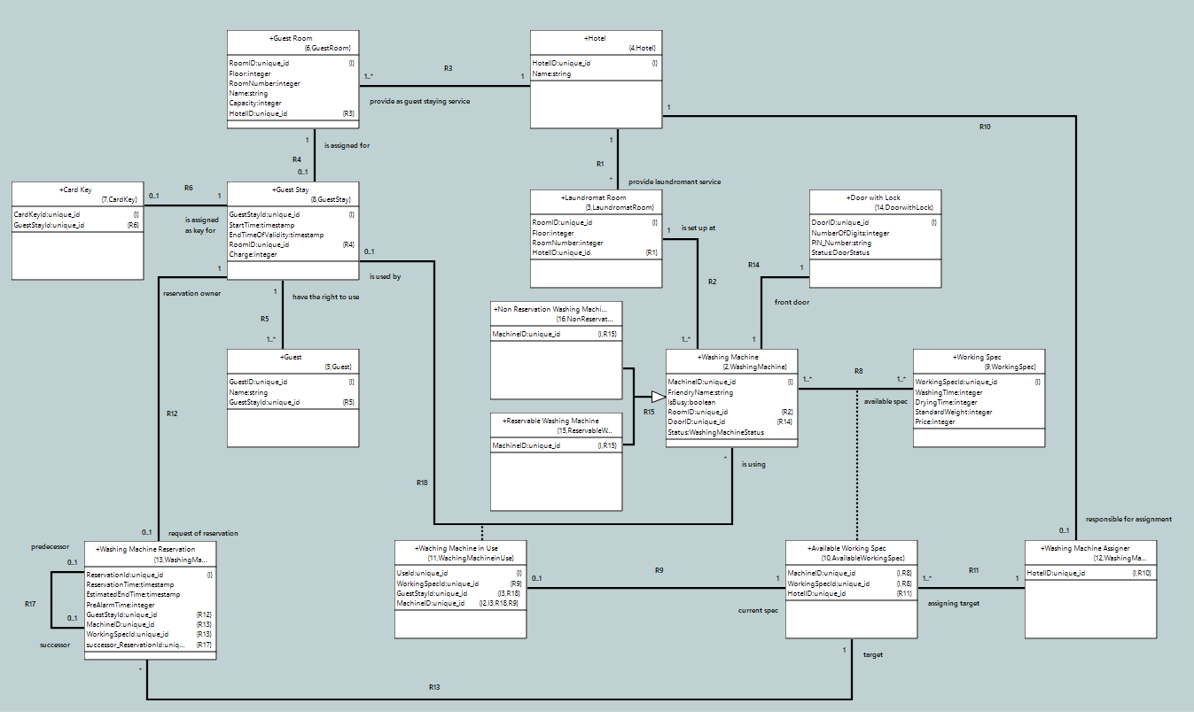 +Guest Room
{6,GuestRoom}
RoomID:unique_id {I}
Floor:integer
RoomNumber:integer
Name:string
Capacity:integer
HotelID:unique_id {R3}
1..*
R3
1
provide as guest staying service
+Hotel
{4,Hotel}
HotelID:unique_id {I}
Name:string
1
R10
1
is assigned for
R4
0..1
1
R1
*
provide laundromant service
+Card Key
{7,CardKey}
CardKeyId:unique_id {I}
GuestStayId:unique_id {R6}
0..1
R6
1
is assigned
as key for
+Guest Stay
{8,GuestStay}
GuestStayId:unique_id {I}
StartTime:timestamp
EndTimeOfValidity:timestamp
RoomID:unique_id {R4}
Charge:integer
0..1
is used by
+Laundromat Room
{3,LaundromatRoom}
RoomID:unique_id {I}
Floor:integer
RoomNumber:integer
HotelID:unique_id {R1}
1
is set up at
R2
1..*
+Door with Lock
{14,DoorwithLock}
DoorID:unique_id {I}
NumberOfDigits:integer
PIN_Number:string
Status:DoorStatus
R14
1
front door
1
1
reservation owner
1
have the right to use
R5
1..*
+Guest
{5,Guest}
GuestID:unique_id {I}
Name:string
GuestStayId:unique_id {R5}
+Non Reservation Washing Machi...
{16,NonReservat...
MachineID:unique_id {I,R15}
+Reservable Washing Machine
{15,ReservableW...
MachineID:unique_id {I,R15}
R15
+Washing Machine
{2,WashingMachine}
MachineID:unique_id {I}
FriendryName:string
IsBusy:boolean
RoomID:unique_id {R2}
DoorID:unique_id {R14}
Status:WashingMachineStatus
1..*
R8
1..*
available spec
+Working Spec
{9,WorkingSpec}
WorkingSpecId:unique_id {I}
WashingTime:integer
DryingTime:integer
StandardWeight:integer
Price:integer
R12
*
is using
R18
0..1
request of reservation
responsible for assignment
0..1
predecessor
0..1
R17
0..1
successor
+Washing Machine Reservation
{13,WashingMa...
ReservationId:unique_id {I}
ReservationTime:timestamp
EstimatedEndTime:timestamp
PreAlarmTime:integer
GuestStayId:unique_id {R12}
MachineID:unique_id {R13}
WorkingSpecId:unique_id {R13}
successor_ReservationId:uniq... {R17}
*
+Waching Machine in Use
{11,WachingMachineinUse}
UseId:unique_id {I}
WorkingSpecId:unique_id {R9}
GuestStayId:unique_id {I3,R18}
MachineID:unique_id {I2,I3,R18,R9}
0..1
R9
1
current spec
+Available Working Spec
{10,AvailableWorkingSpec}
MachineID:unique_id {I,R8}
WorkingSpecId:unique_id {I,R8}
HotelID:unique_id {R11}
1..*
R11
1
assigning target
+Washing Machine Assigner
{12,WashingMa...
HotelID:unique_id {I,R10}
1
target
R13